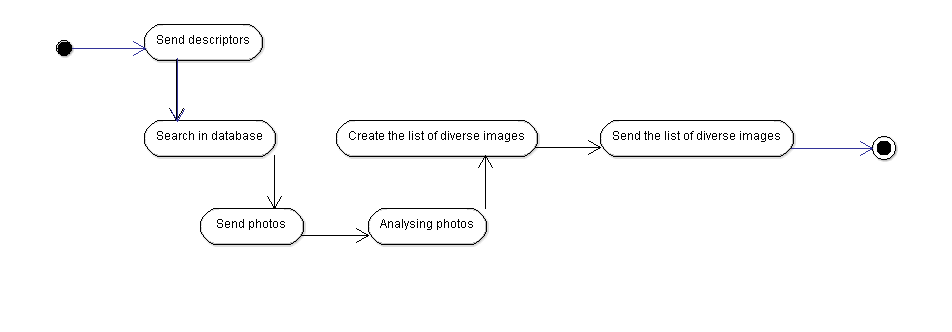 Send descriptors
Search in database
Send photos
Analysing photos
Create the list of diverse images
Send the list of diverse images